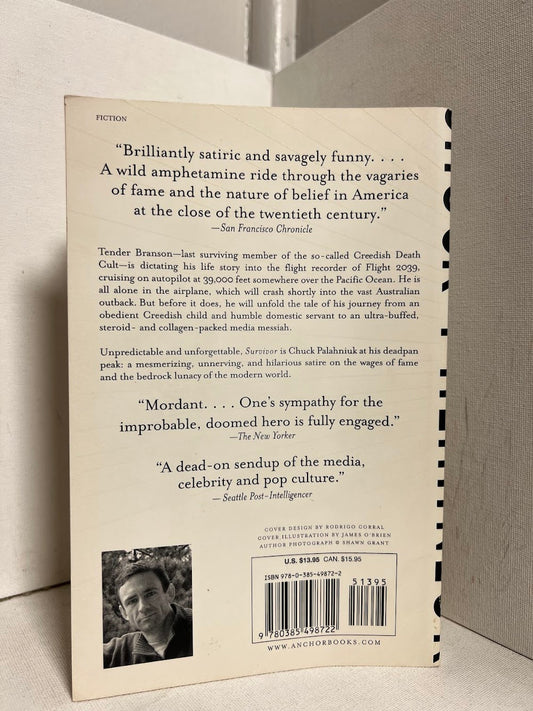 FICTION
“Brilliantly satiric and savagely funny. . . .
A wild amphetamine ride through the vagaries
of fame and the nature of belief in America
at the close of the twentieth century.”
—San Francisco Chronicle
Tender Branson—last surviving member of the so-called Creedish Death
Cult—is dictating his life story into the flight recorder of Flight 2039,
cruising on autopilot at 39,000 feet somewhere over the Pacific Ocean. He is
all alone in the airplane, which will crash shortly into the vast Australian
outback. But before it does, he will unfold the tale of his journey from an
obedient Creedish child and humble domestic servant to an ultra-buffed,
steroid- and collagen-packed media messiah.
Unpredictable and unforgettable, Survivor is Chuck Palahniuk at his deadpan
peak: a mesmerizing, unnerving, and hilarious satire on the wages of fame
and the bedrock lunacy of the modern world.
“Mordant. . . . One’s sympathy for the
improbable, doomed hero is fully engaged.”
—The New Yorker
“A dead-on sendup of the media,
celebrity and pop culture.”
— Seattle Post-Intelligencer
COVER DESIGN BY RODRIGO CORRAL
COVER ILLUSTRATION BY JAMES O’BRIEN
AUTHOR PHOTOGRAPH © SHAWN GRANT
U.S. $13.95 CAN. $15.95
ISBN 978-0-385-49872-2
51395
9 780385 498722
WWW.ANCHORBOOKS.COM